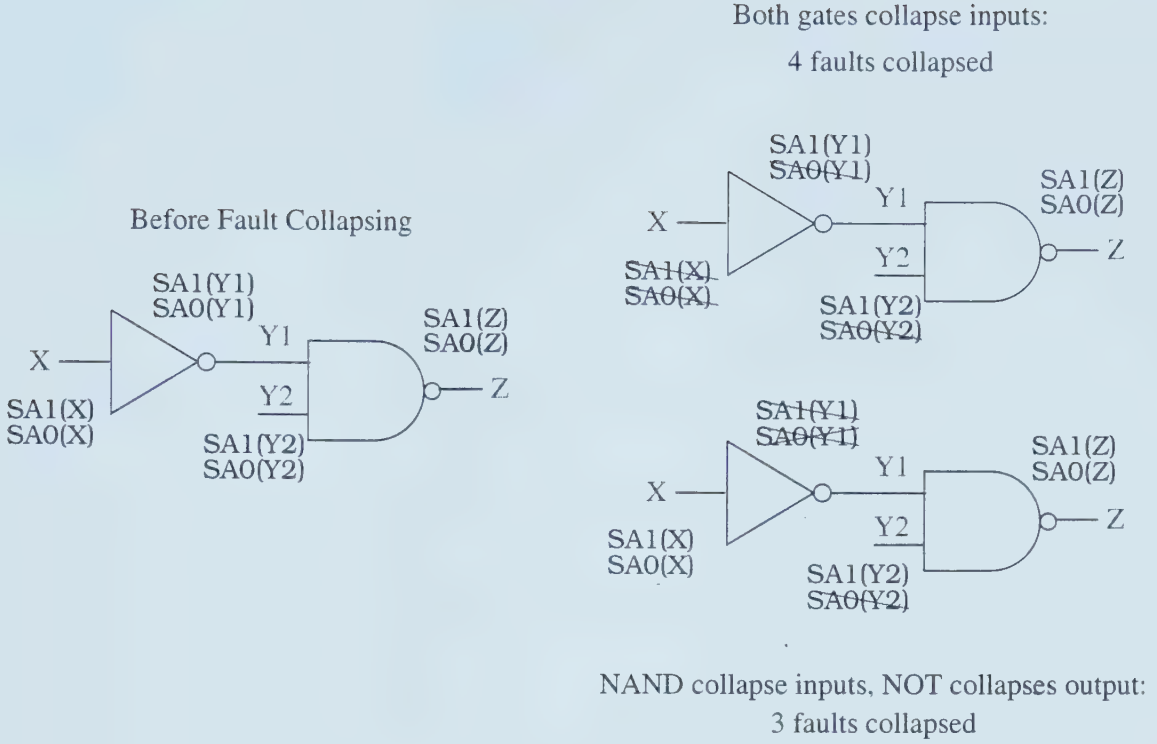 Both gates collapse inputs:
4 faults collapsed
Before Fault Collapsing
SA1(Y1)
SA0(Y1)
X
Y1
Y2
SA1(Z)
SA0(Z)
Z
SA1(X)
SA0(X)
SA1(Y2)
SA0(Y2)
SA1(Y1)
SA0(Y1)
X
Y1
Y2
SA1(Z)
SA0(Z)
Z
SA1(X)
SA0(X)
SA1(Y2)
SA0(Y2)
SA1(Y1)
SA0(Y1)
X
Y1
Y2
SA1(Z)
SA0(Z)
Z
SA1(X)
SA0(X)
SA1(Y2)
SA0(Y2)
NAND collapse inputs, NOT collapses output:
3 faults collapsed